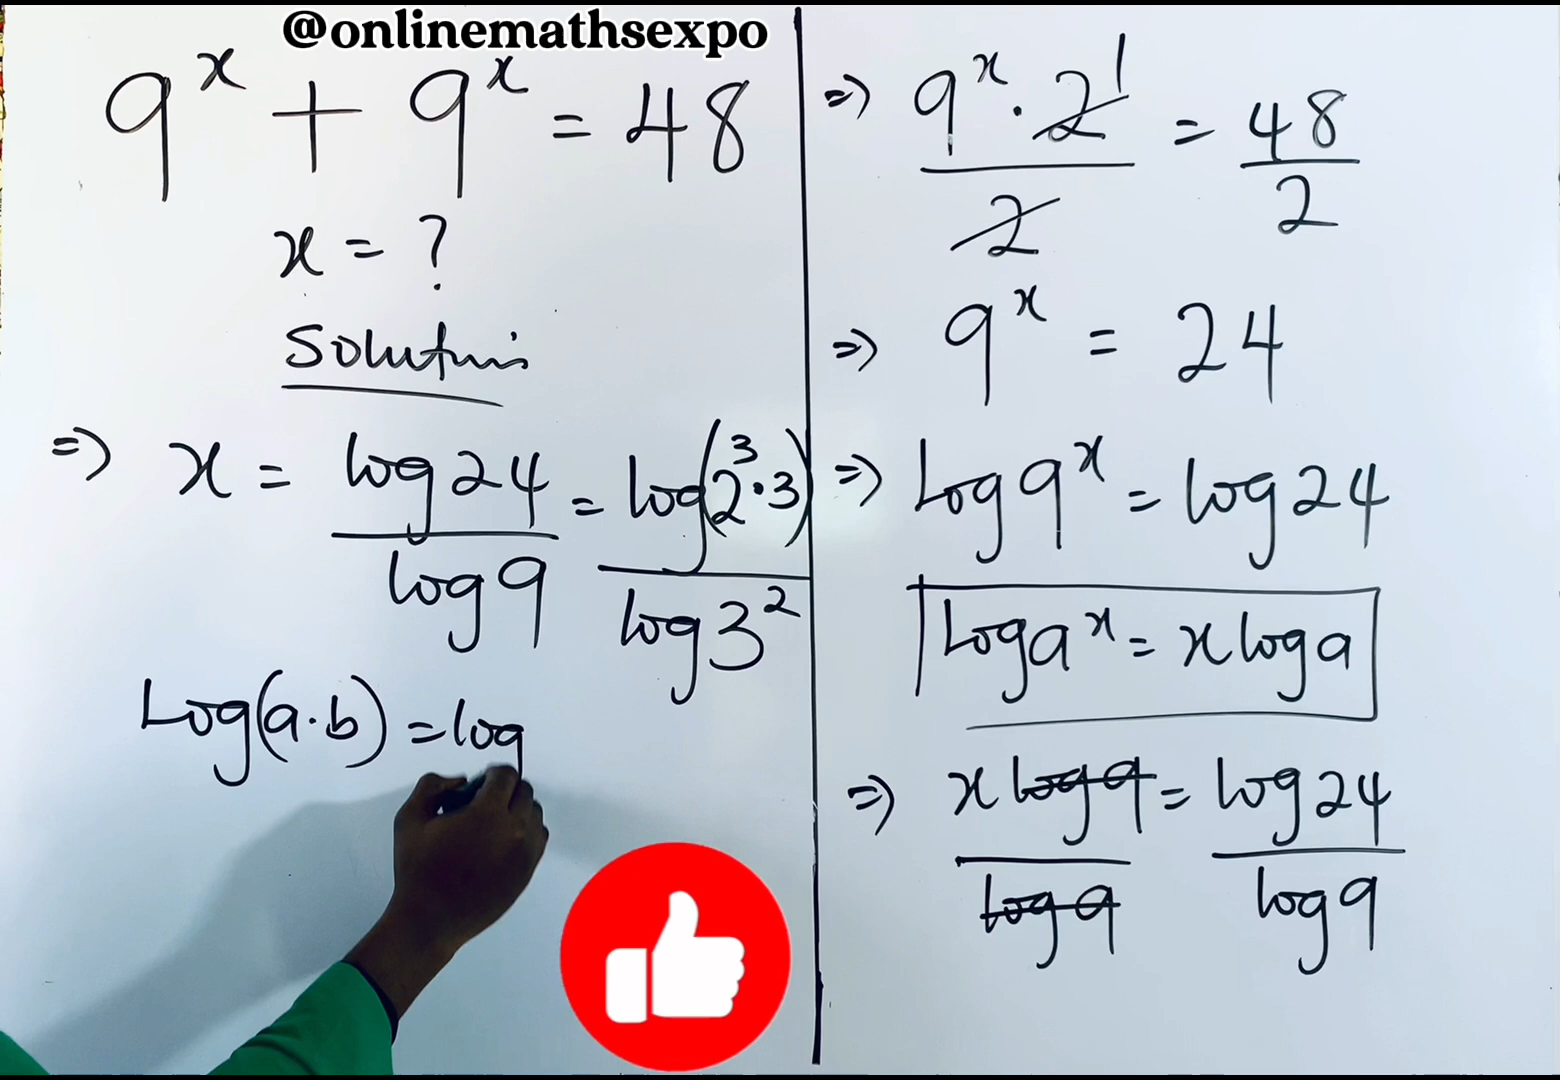 @onlinemathsexpo
9^x + 9^x = 48
x = ?
Solution
=> x = log24/log9 = log(2^3·3)/log3^2
Log(a·b) = log
=> 9^x · 2^1/2 = 48/2
=> 9^x = 24
=> Log9^x = log24
Loga^x = xloga
=> xlog9/log9 = log24/log9